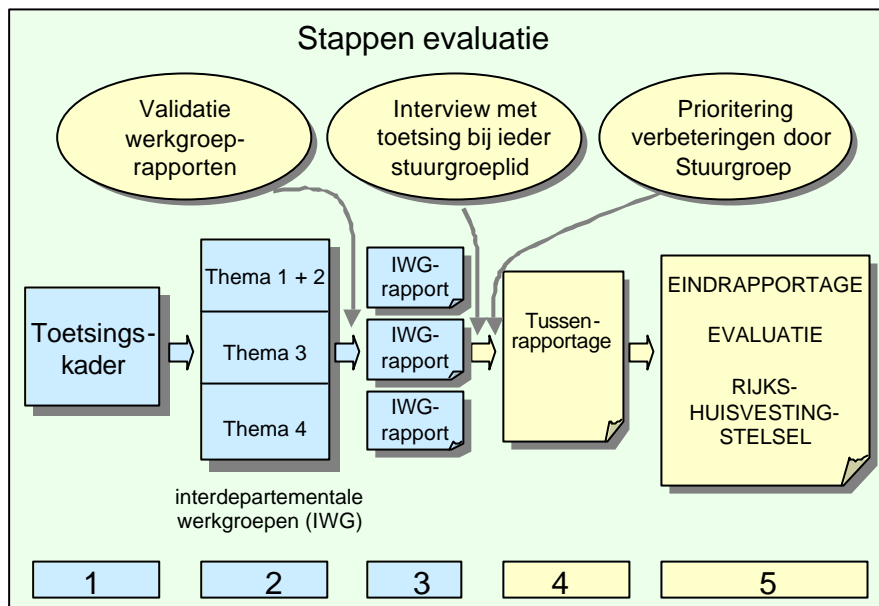 Stappen evaluatie
Validatie
werkgroep-
rapporten
Interview met
toetsing bij ieder
stuurgroeplid
Prioritering
verbeteringen door
Stuurgroep
Toetsings-
kader
Thema 1 + 2
Thema 3
Thema 4
interdepartementale
werkgroepen (IWG)
IWG-
rapport
IWG-
rapport
IWG-
rapport
Tussen-
rapportage
EINDRAPPORTAGE
EVALUATIE
RIJKS-
HUISVESTING-
STELSEL
1
2
3
4
5